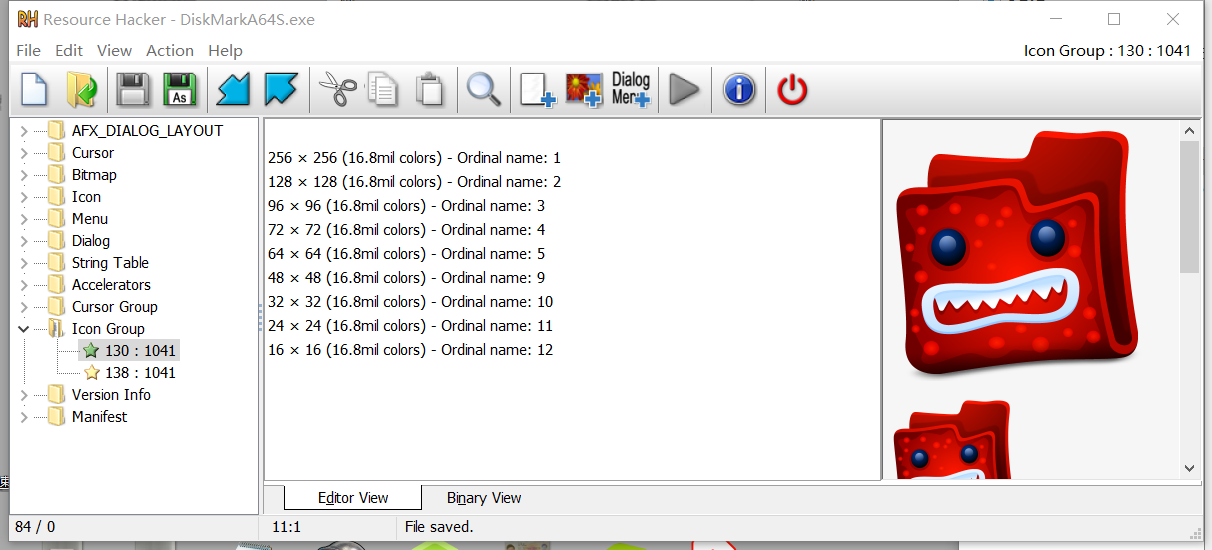 RH Resource Hacker - DiskMarkA64S.exe
File Edit View Action Help
Icon Group : 130 : 1041
As
Dialog
Menu
AFX_DIALOG_LAYOUT
Cursor
Bitmap
Icon
Menu
Dialog
String Table
Accelerators
Cursor Group
Icon Group
130 : 1041
138 : 1041
Version Info
Manifest
256 × 256 (16.8mil colors) - Ordinal name: 1
128 × 128 (16.8mil colors) - Ordinal name: 2
96 × 96 (16.8mil colors) - Ordinal name: 3
72 × 72 (16.8mil colors) - Ordinal name: 4
64 × 64 (16.8mil colors) - Ordinal name: 5
48 × 48 (16.8mil colors) - Ordinal name: 9
32 × 32 (16.8mil colors) - Ordinal name: 10
24 × 24 (16.8mil colors) - Ordinal name: 11
16 × 16 (16.8mil colors) - Ordinal name: 12
Editor View
Binary View
84 / 0
11:1
File saved.